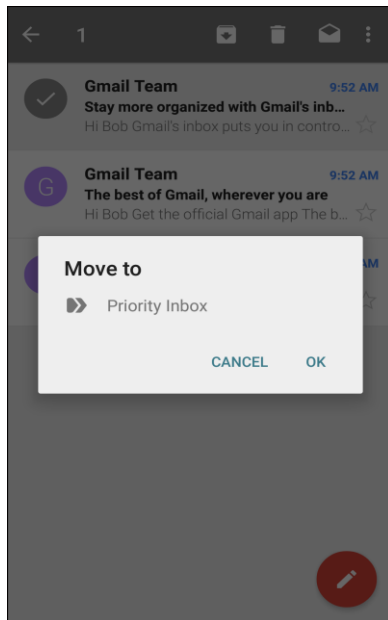 1
Gmail Team 9:52 AM
Stay more organized with Gmail's inb...
Hi Bob Gmail's inbox puts you in contro...
G
Gmail Team 9:52 AM
The best of Gmail, wherever you are
Hi Bob Get the official Gmail app The b...
AM
Move to
Priority Inbox
CANCEL OK